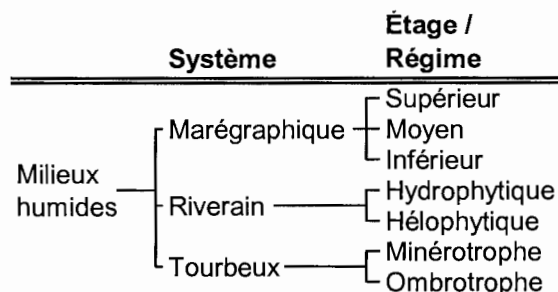 Système
Étage /
Régime
Milieux
humides
Marégraphique
Supérieur
Moyen
Inférieur
Riverain
Hydrophytique
Hélophytique
Tourbeux
Minérotrophe
Ombrotrophe